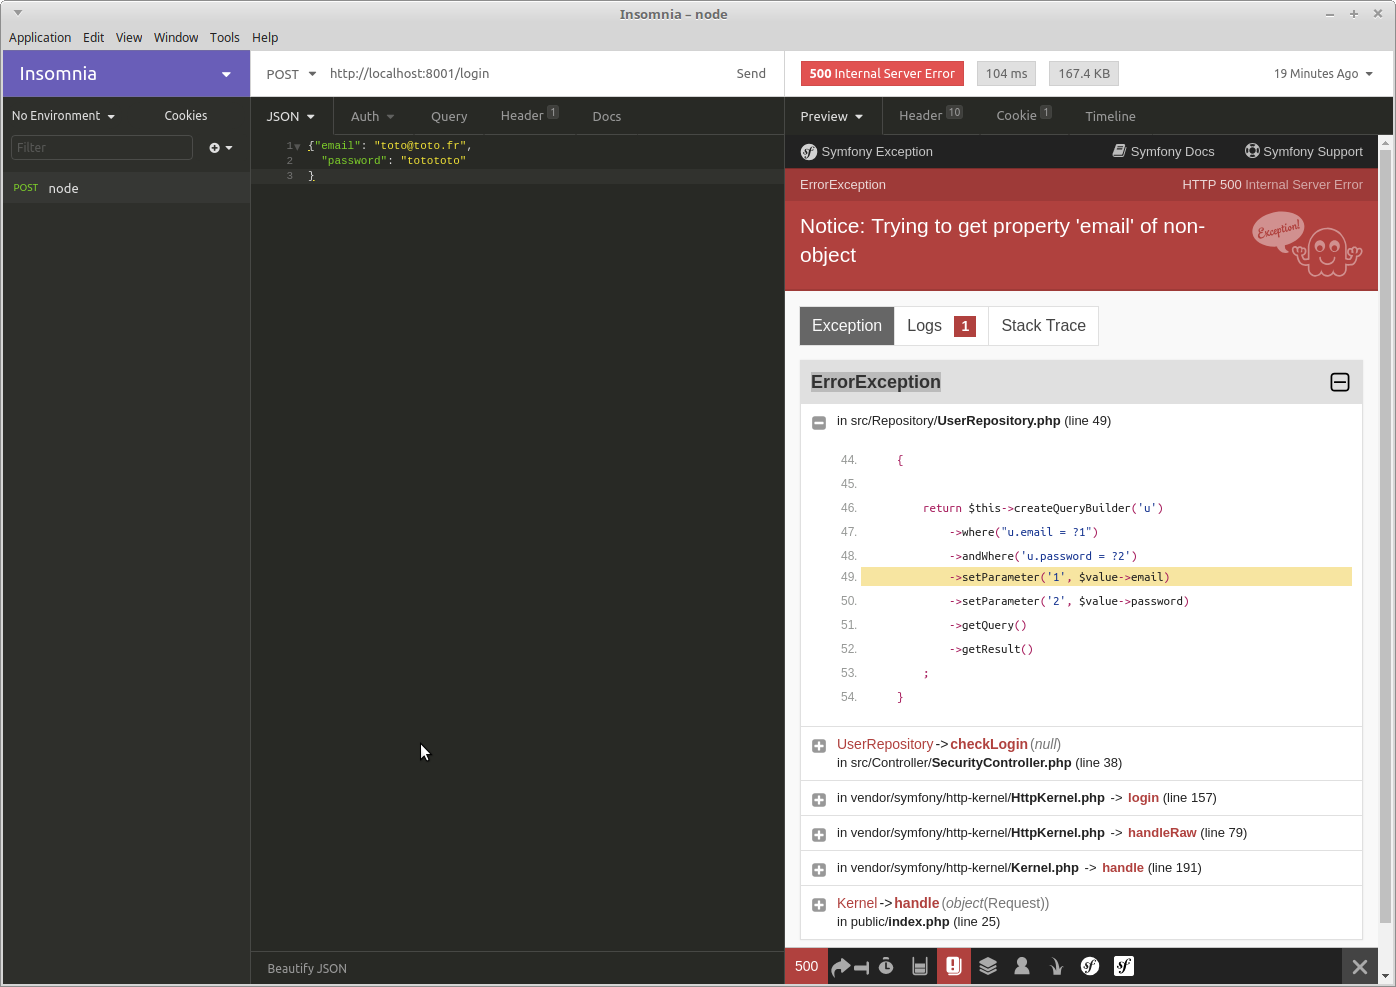 Insomnia – node
Application Edit View Window Tools Help
Insomnia
POST http://localhost:8001/login Send
500 Internal Server Error 104 ms 167.4 KB 19 Minutes Ago
No Environment Cookies
JSON Auth Query Header 1 Docs
Preview Header 10 Cookie 1 Timeline
Filter
POST node
1 {"email": "toto@toto.fr",
2 "password": "totototo"
3 }
Beautify JSON
Symfony Exception Symfony Docs Symfony Support
ErrorException HTTP 500 Internal Server Error
Notice: Trying to get property 'email' of non-
object
Exception!
Exception Logs 1 Stack Trace
ErrorException
in src/Repository/UserRepository.php (line 49)
44. {
45.
46. return $this->createQueryBuilder('u')
47. ->where("u.email = ?1")
48. ->andWhere('u.password = ?2')
49. ->setParameter('1', $value->email)
50. ->setParameter('2', $value->password)
51. ->getQuery()
52. ->getResult()
53. ;
54. }
UserRepository->checkLogin(null)
in src/Controller/SecurityController.php (line 38)
in vendor/symfony/http-kernel/HttpKernel.php -> login (line 157)
in vendor/symfony/http-kernel/HttpKernel.php -> handleRaw (line 79)
in vendor/symfony/http-kernel/Kernel.php -> handle (line 191)
Kernel->handle(object(Request))
in public/index.php (line 25)
500